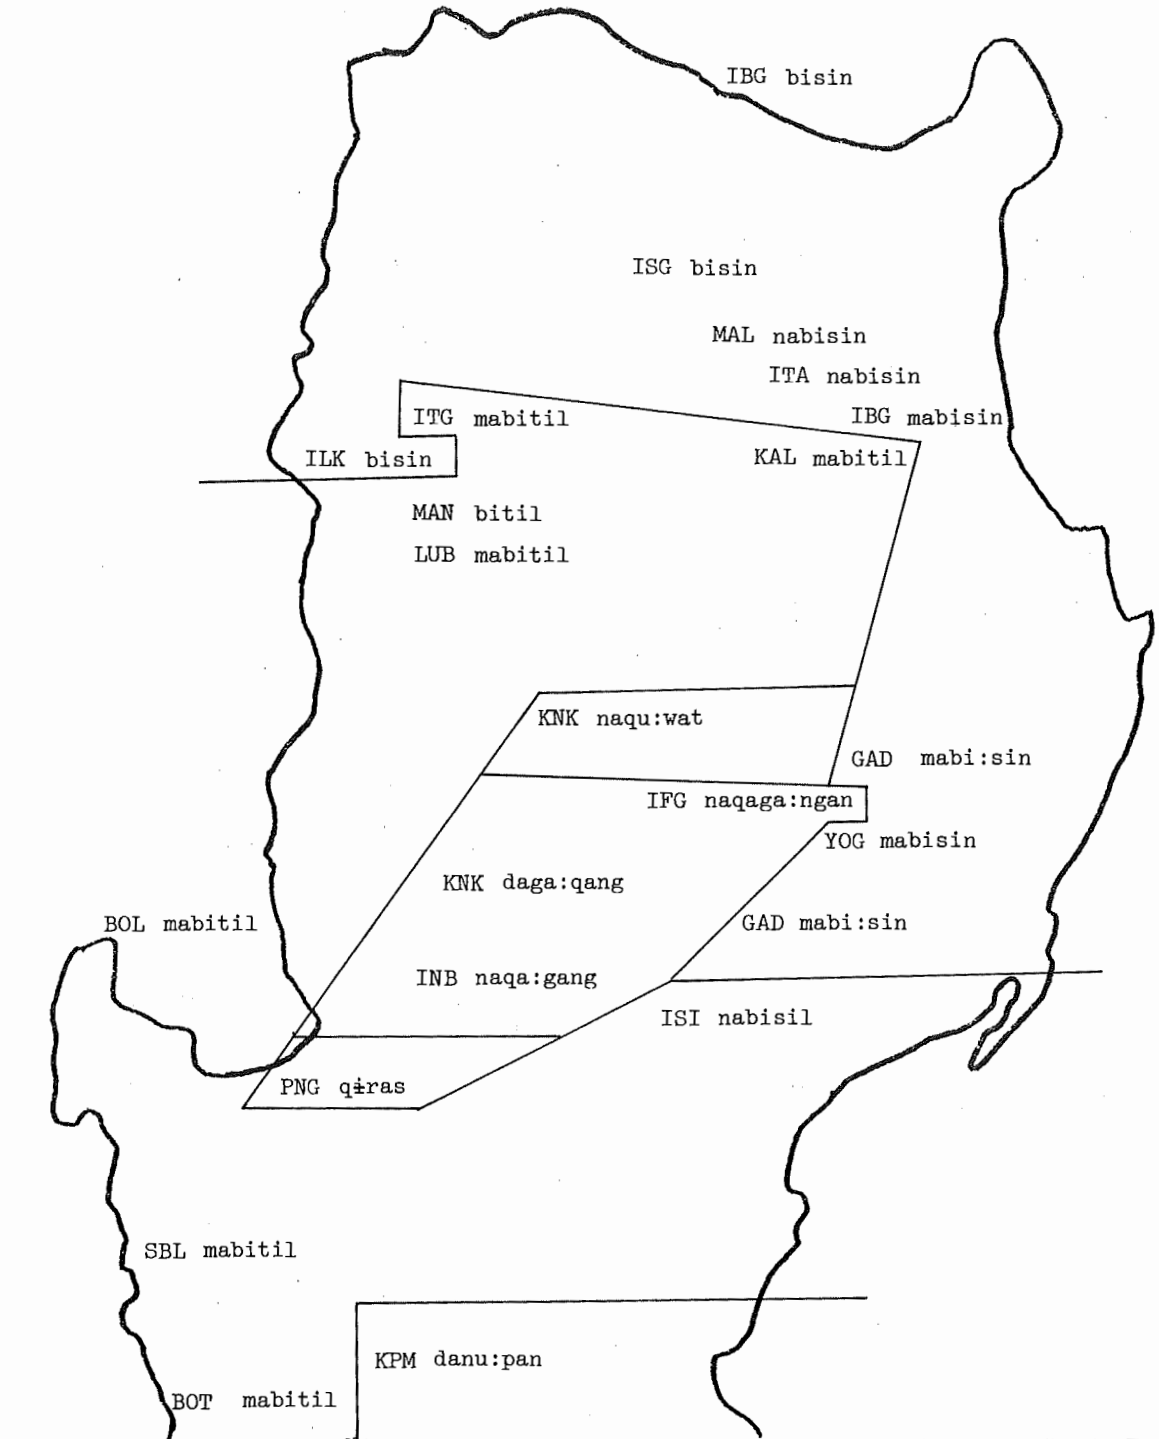 IBG bisin
ISG bisin
MAL nabisin
ITA nabisin
IBG mabisin
ITG mabitil
KAL mabitil
ILK bisin
MAN bitil
LUB mabitil
KNK naqu:wat
GAD mabi:sin
IFG naqaga:ngan
YOG mabisin
KNK daga:qang
BOL mabitil
GAD mabi:sin
INB naqa:gang
ISI nabisil
PNG qɨras
SBL mabitil
KPM danu:pan
BOT mabitil